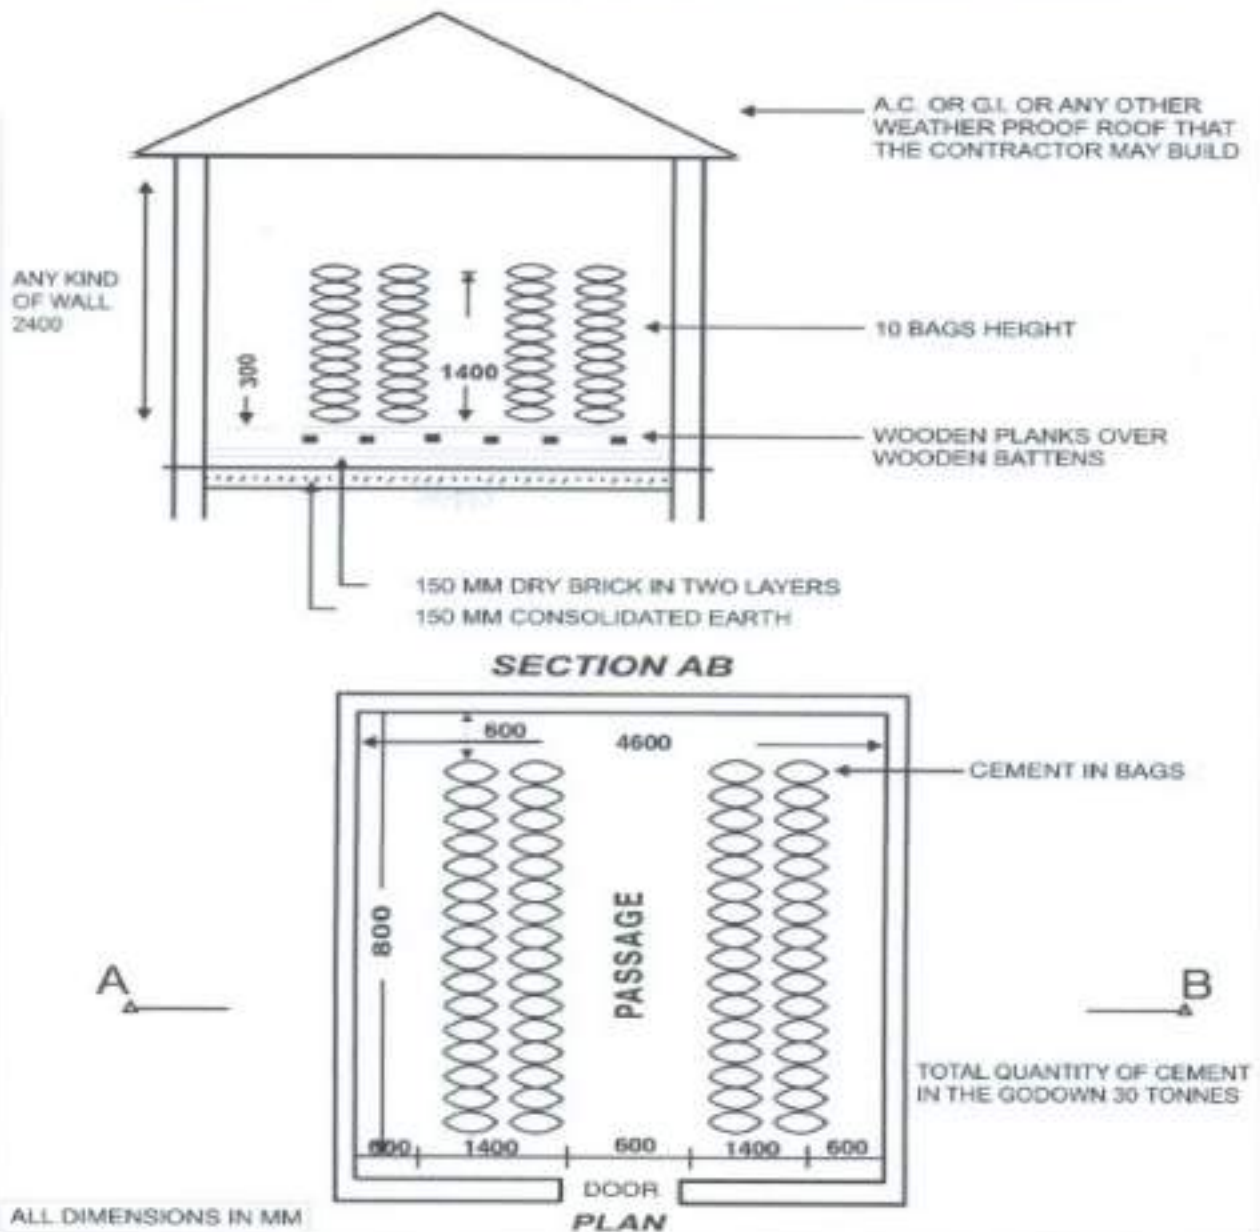 A.C. OR G.I. OR ANY OTHER
WEATHER PROOF ROOF THAT
THE CONTRACTOR MAY BUILD
ANY KIND
OF WALL
2400
10 BAGS HEIGHT
300
1400
WOODEN PLANKS OVER
WOODEN BATTENS
150 MM DRY BRICK IN TWO LAYERS
150 MM CONSOLIDATED EARTH
SECTION AB
600
4600
CEMENT IN BAGS
800
PASSAGE
A
B
TOTAL QUANTITY OF CEMENT
IN THE GODOWN 30 TONNES
600 1400 600 1400 600
DOOR
ALL DIMENSIONS IN MM
PLAN